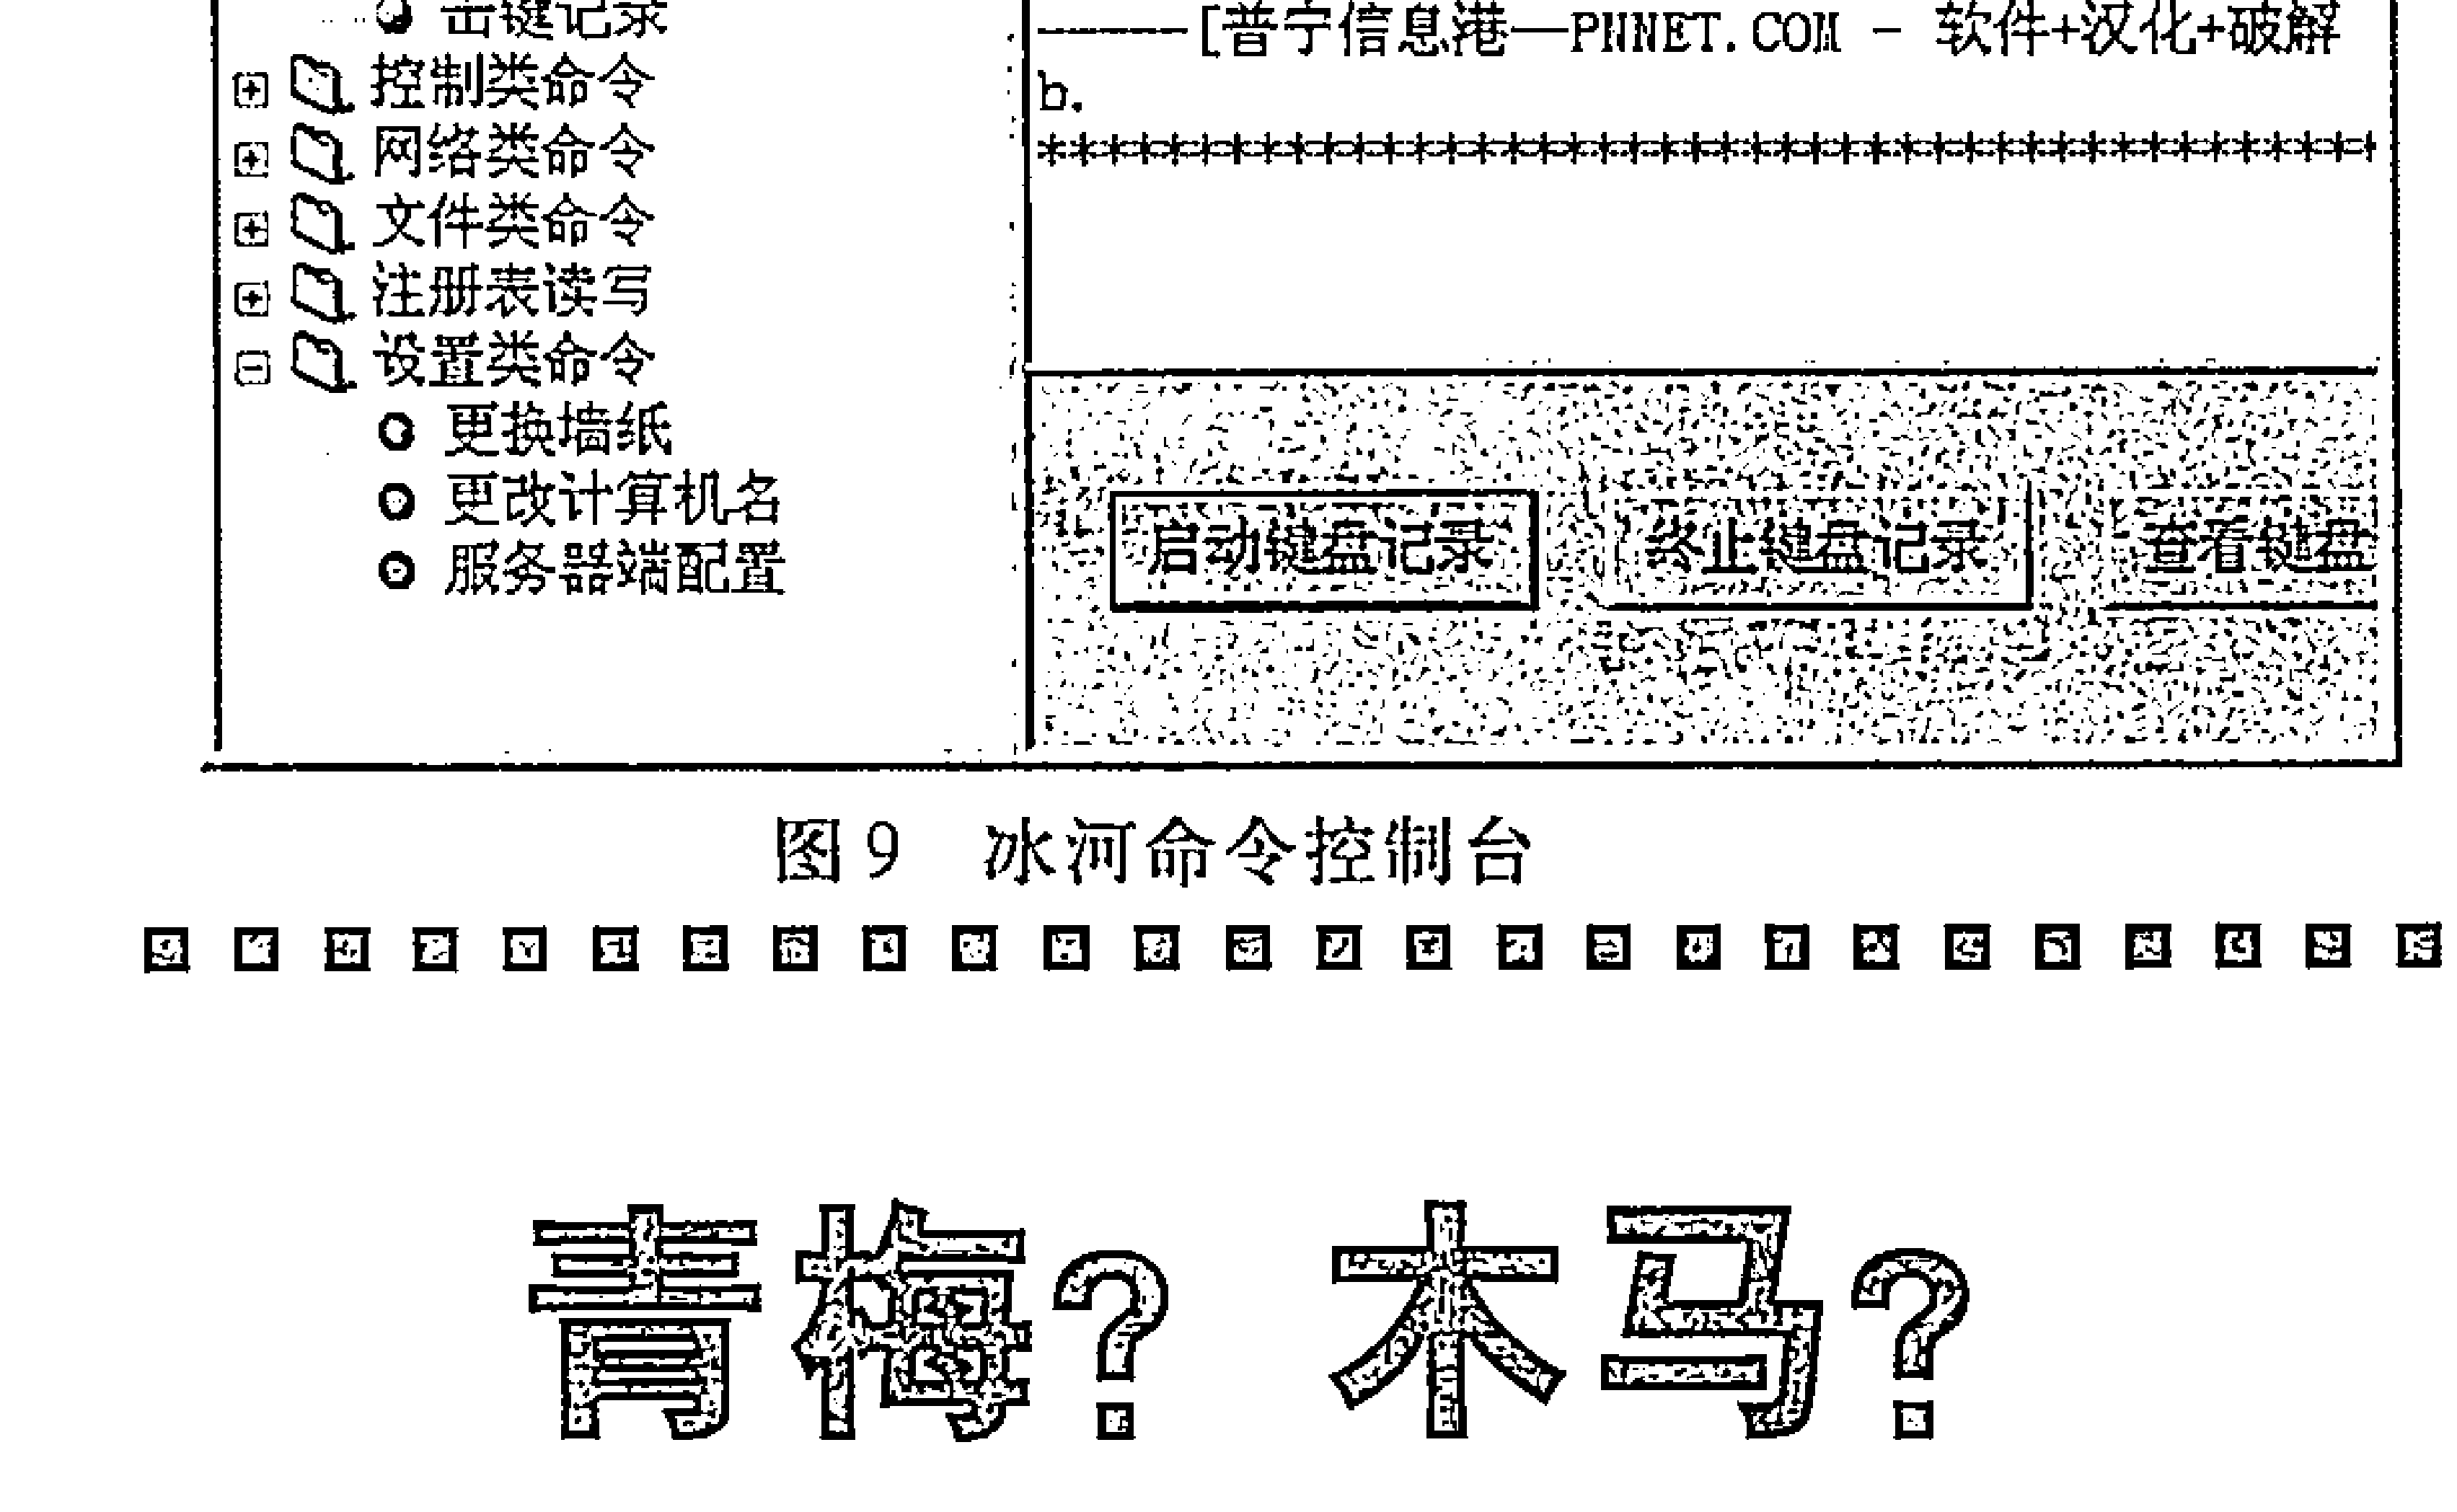 击键记录
控制类命令
网络类命令
文件类命令
注册表读写
设置类命令
更换墙纸
更改计算机名
服务器端配置
[普宁信息港—PNNET.COM - 软件+汉化+破解
b.
启动键盘记录 终止键盘记录 查看键盘
图9 冰河命令控制台
青梅? 木马?